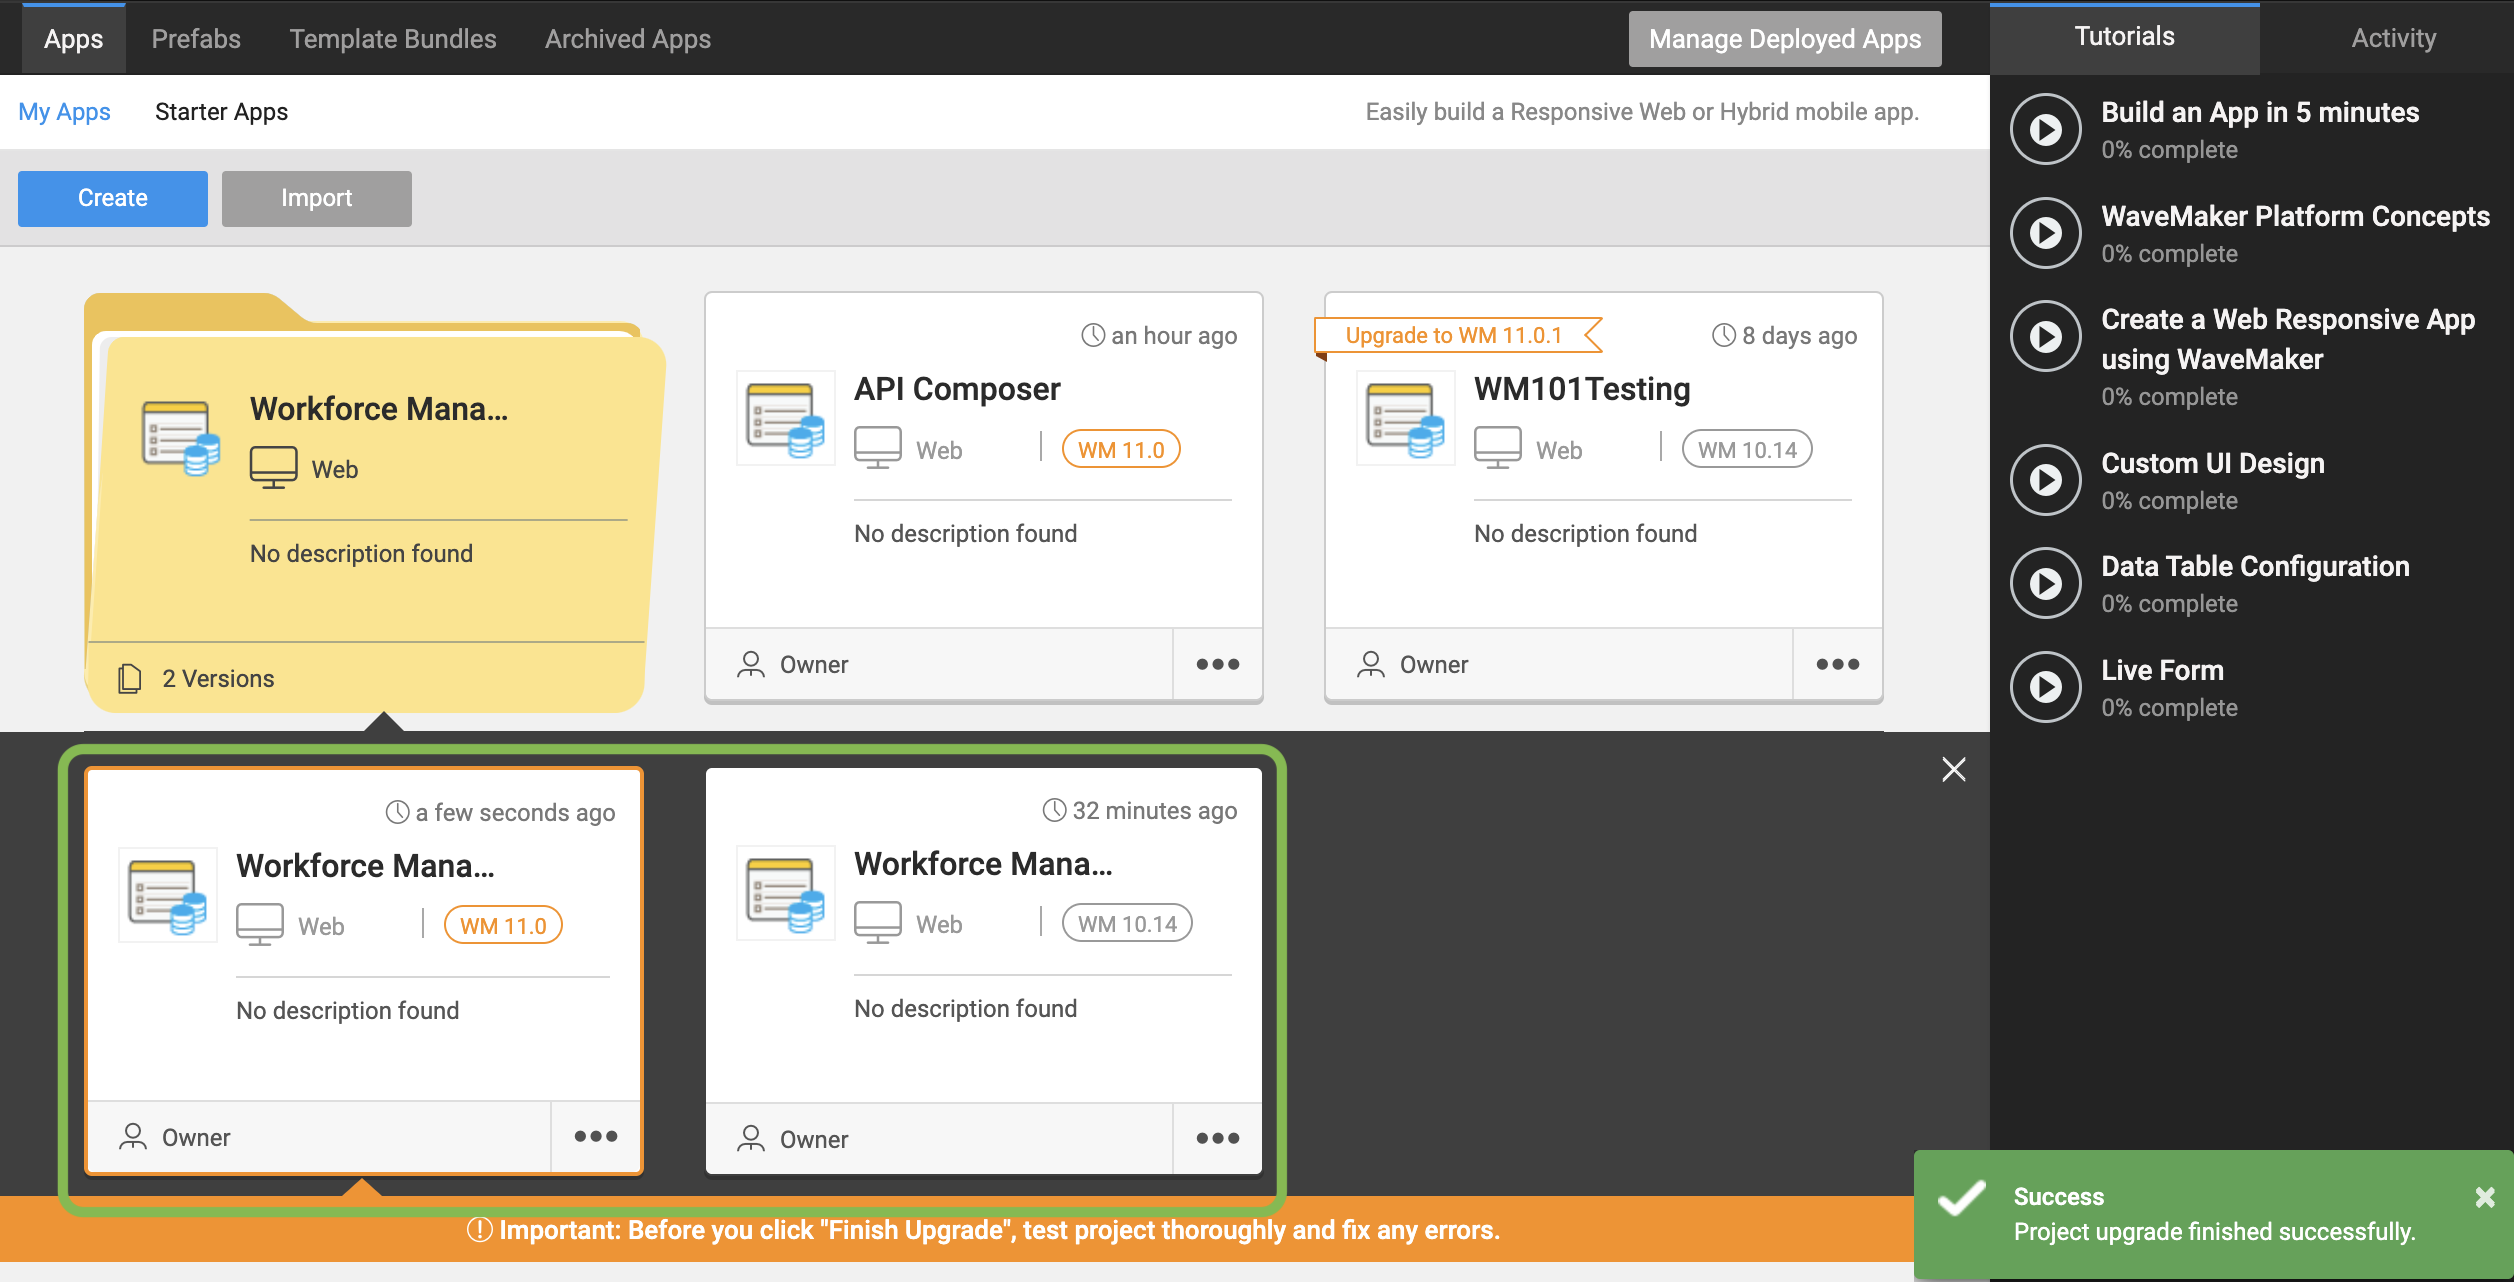 Apps
Prefabs
Template Bundles
Archived Apps
Manage Deployed Apps
Tutorials
Activity
My Apps
Starter Apps
Easily build a Responsive Web or Hybrid mobile app.
Create
Import
Workforce Mana...
Web
No description found
2 Versions
an hour ago
API Composer
Web
WM 11.0
No description found
Owner
Upgrade to WM 11.0.1
8 days ago
WM101Testing
Web
WM 10.14
No description found
Owner
Build an App in 5 minutes
0% complete
WaveMaker Platform Concepts
0% complete
Create a Web Responsive App
using WaveMaker
0% complete
Custom UI Design
0% complete
Data Table Configuration
0% complete
Live Form
0% complete
a few seconds ago
Workforce Mana...
Web
WM 11.0
No description found
Owner
32 minutes ago
Workforce Mana...
Web
WM 10.14
No description found
Owner
Important: Before you click "Finish Upgrade", test project thoroughly and fix any errors.
Success
Project upgrade finished successfully.